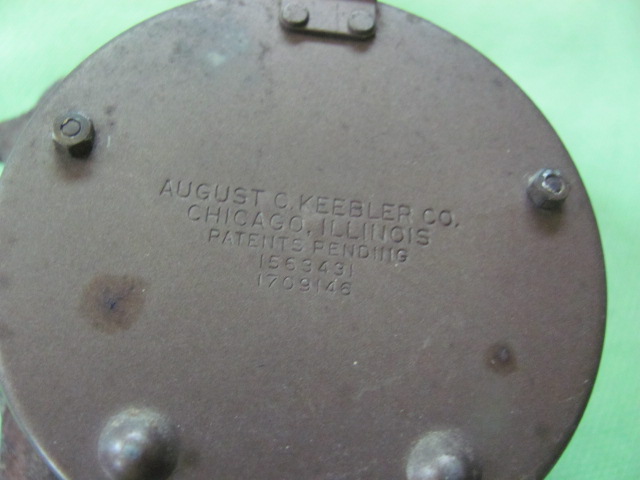 AUGUST C. KEEBLER CO.
CHICAGO, ILLINOIS
PATENTS PENDING
1563431
1709146